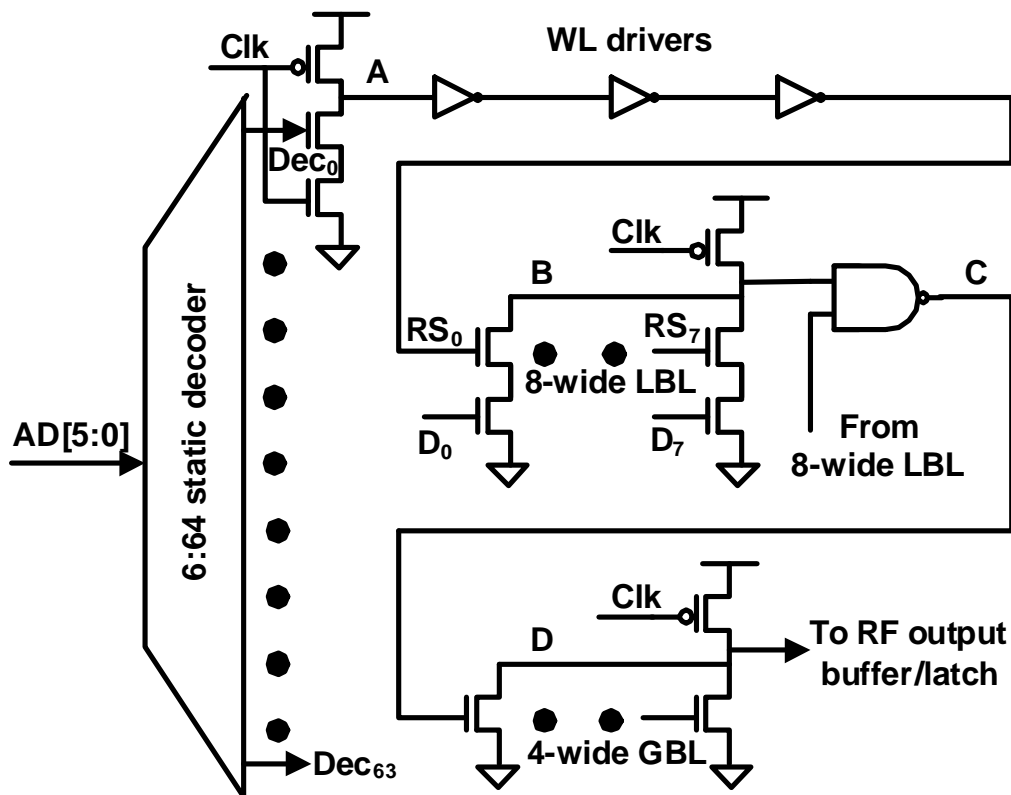 Clk
A
WL drivers
Dec0
Clk
B
C
RS0
RS7
8-wide LBL
D0
D7
From
8-wide LBL
AD[5:0]
6:64 static decoder
Clk
D
To RF output
buffer/latch
4-wide GBL
Dec63